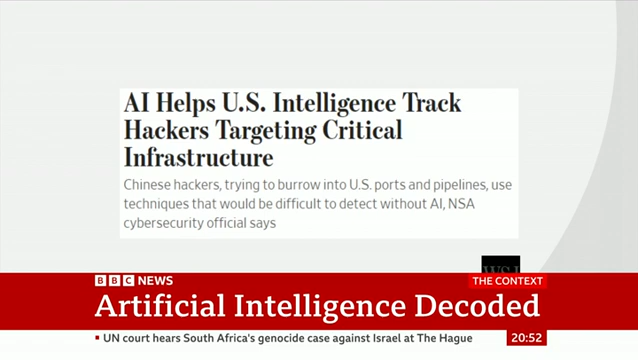 AI Helps U.S. Intelligence Track
Hackers Targeting Critical
Infrastructure
Chinese hackers, trying to burrow into U.S. ports and pipelines, use
techniques that would be difficult to detect without AI, NSA
cybersecurity official says
WSJ
BBC NEWS
THE CONTEXT
Artificial Intelligence Decoded
UN court hears South Africa's genocide case against Israel at The Hague
20:52